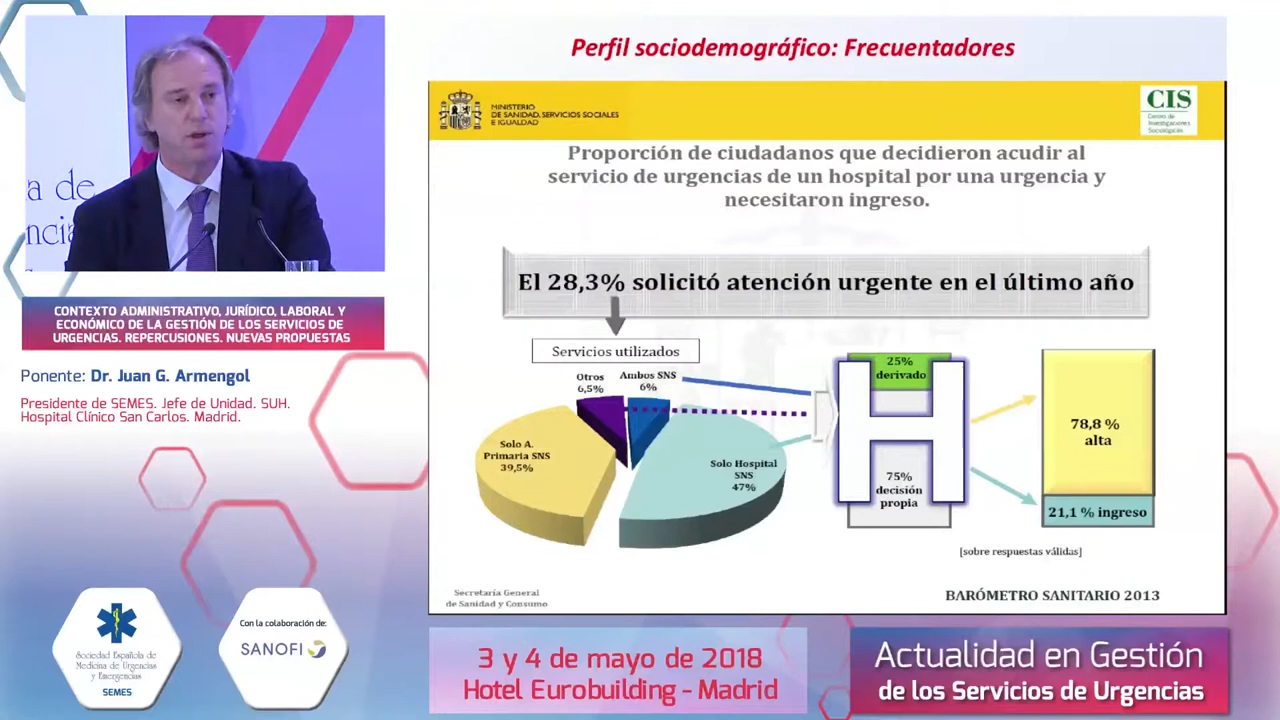 a de
nci
CONTEXTO ADMINISTRATIVO, JURÍDICO, LABORAL Y
ECONÓMICO DE LA GESTIÓN DE LOS SERVICIOS DE
URGENCIAS. REPERCUSIONES. NUEVAS PROPUESTAS
Ponente: Dr. Juan G. Armengol
Presidente de SEMES. Jefe de Unidad. SUH.
Hospital Clínico San Carlos. Madrid.
Sociedad Española de
Medicina de Urgencias
y Emergencias
SEMES
Con la colaboración de:
SANOFI
Perfil sociodemográfico: Frecuentadores
MINISTERIO
DE SANIDAD, SERVICIOS SOCIALES
E IGUALDAD
CIS
Centro de
Investigaciones
Sociológicas
Proporción de ciudadanos que decidieron acudir al
servicio de urgencias de un hospital por una urgencia y
necesitaron ingreso.
El 28,3% solicitó atención urgente en el último año
Servicios utilizados
Otros
6,5%
Ambos SNS
6%
Solo A.
Primaria SNS
39,5%
Solo Hospital
SNS
47%
25%
derivado
H
75%
decisión
propia
78,8 %
alta
21,1 % ingreso
[sobre respuestas válidas]
Secretaría General
de Sanidad y Consumo
BARÓMETRO SANITARIO 2013
3 y 4 de mayo de 2018
Hotel Eurobuilding - Madrid
Actualidad en Gestión
de los Servicios de Urgencias